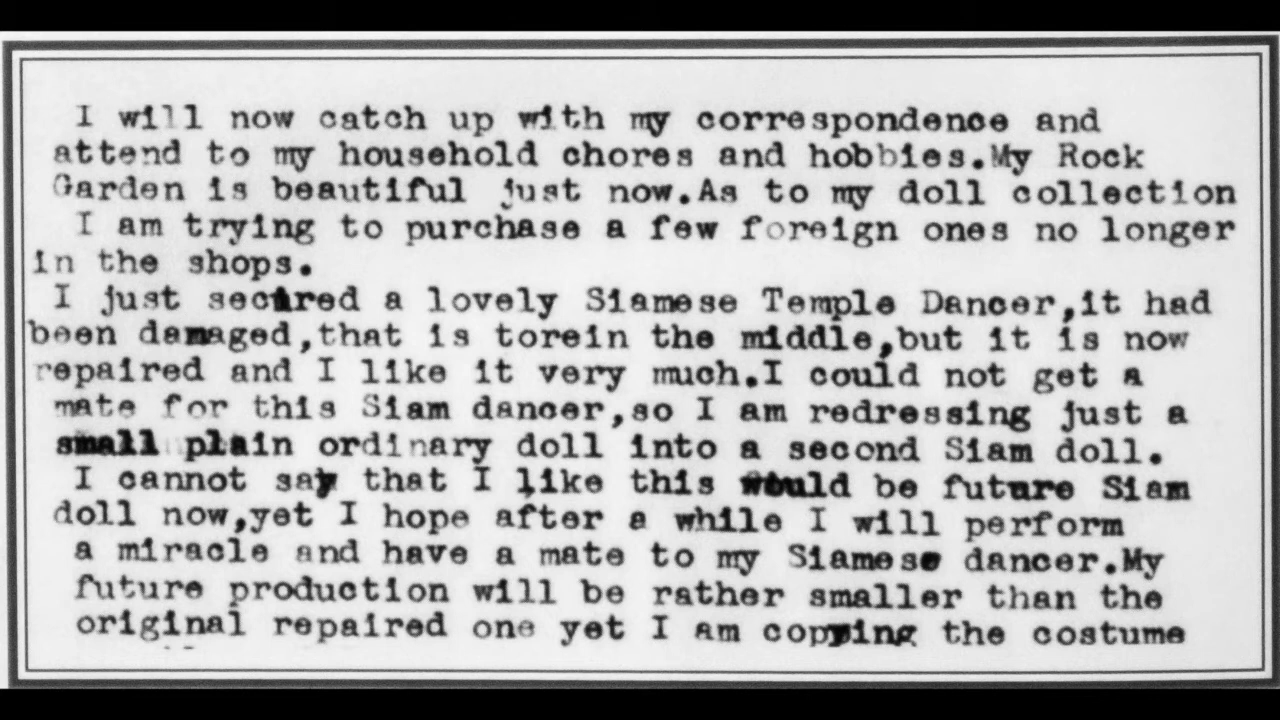 I will now catch up with my correspondence and
attend to my household chores and hobbies.My Rock
Garden is beautiful just now.As to my doll collection
I am trying to purchase a few foreign ones no longer
in the shops.
I just secured a lovely Siamese Temple Dancer,it had
been damaged,that is torein the middle,but it is now
repaired and I like it very much.I could not get a
mate for this Siam dancer,so I am redressing just a
small plain ordinary doll into a second Siam doll.
I cannot say that I like this would be future Siam
doll now,yet I hope after a while I will perform
a miracle and have a mate to my Siamese dancer.My
future production will be rather smaller than the
original repaired one yet I am copying the costume